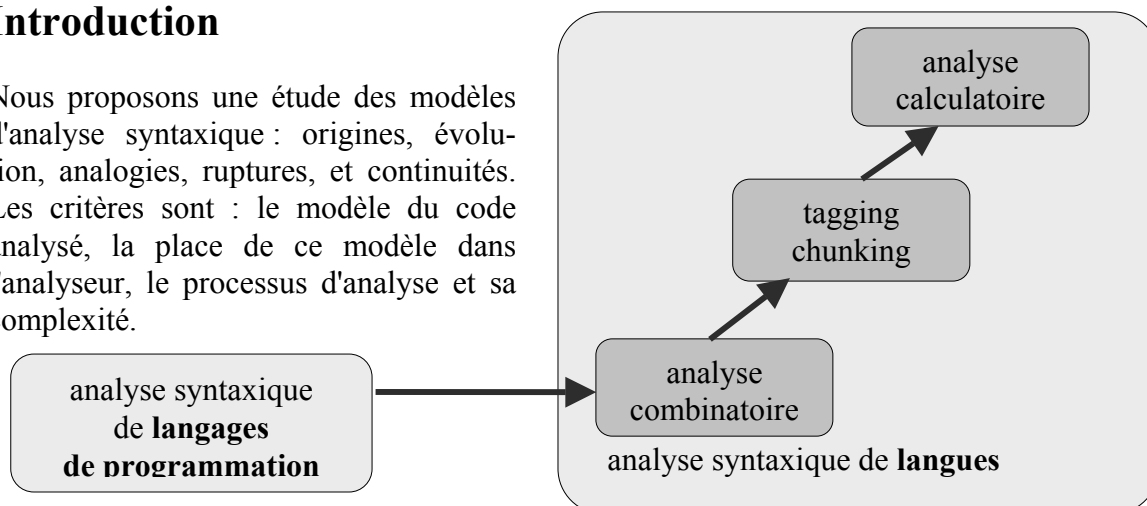 Introduction
Nous proposons une étude des modèles
d'analyse syntaxique : origines, évolu-
tion, analogies, ruptures, et continuités.
Les critères sont : le modèle du code
analysé, la place de ce modèle dans
l'analyseur, le processus d'analyse et sa
complexité.
analyse syntaxique
de langages
de programmation
analyse
calculatoire
tagging
chunking
analyse
combinatoire
analyse syntaxique de langues